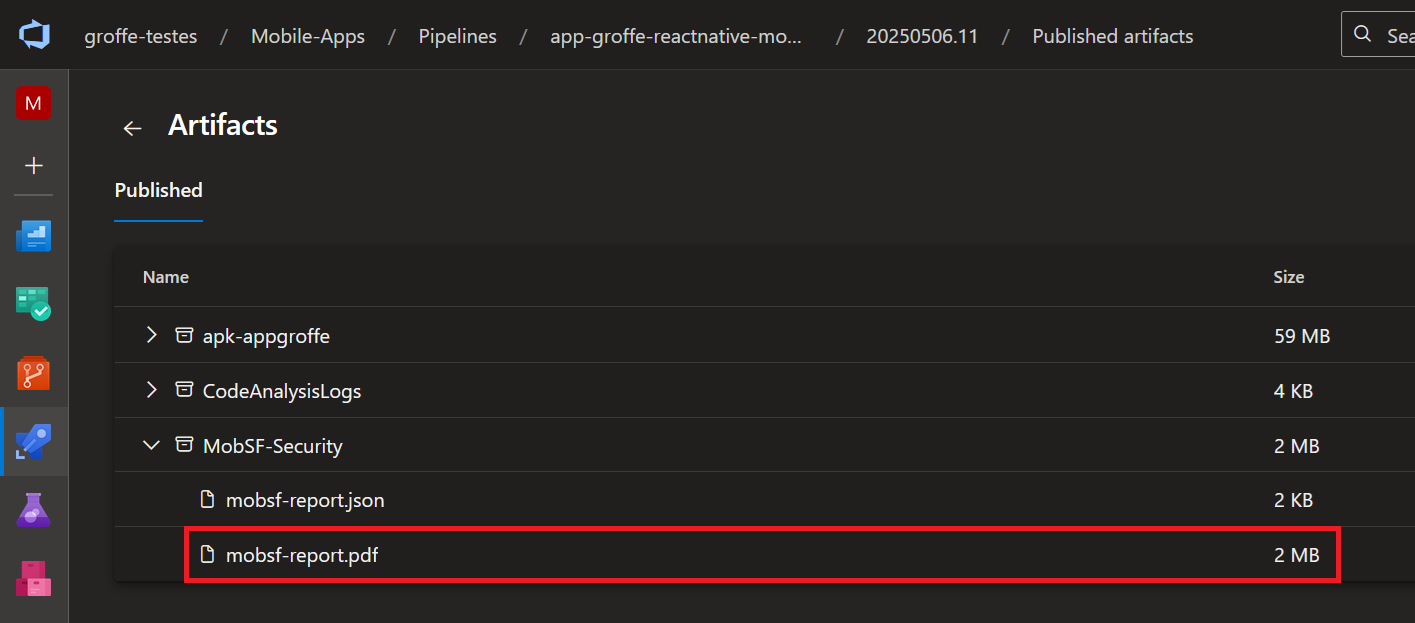 groffe-testes / Mobile-Apps / Pipelines / app-groffe-reactnative-mo... / 20250506.11 / Published artifacts
M
Artifacts
Published
Name Size
apk-appgroffe 59 MB
CodeAnalysisLogs 4 KB
MobSF-Security 2 MB
mobsf-report.json 2 KB
mobsf-report.pdf 2 MB